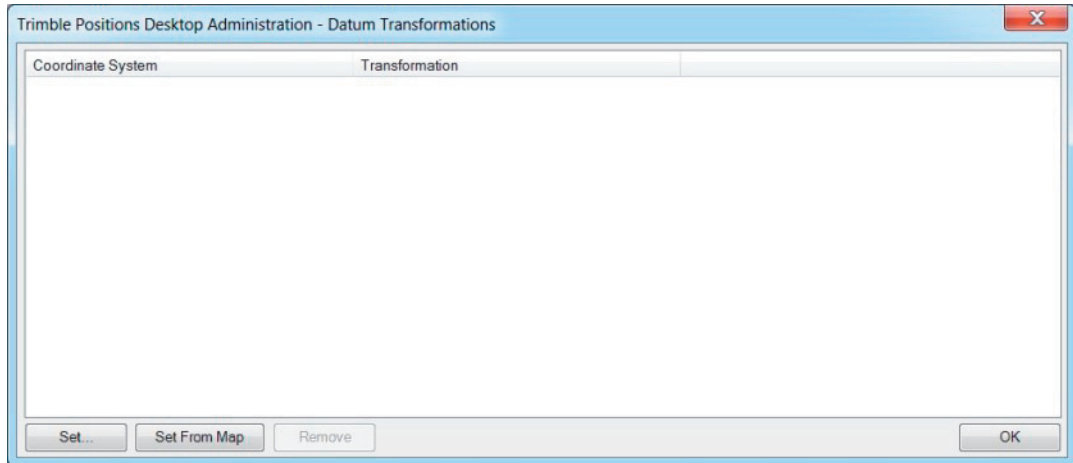 Trimble Positions Desktop Administration - Datum Transformations
Coordinate System Transformation
Set... Set From Map Remove OK